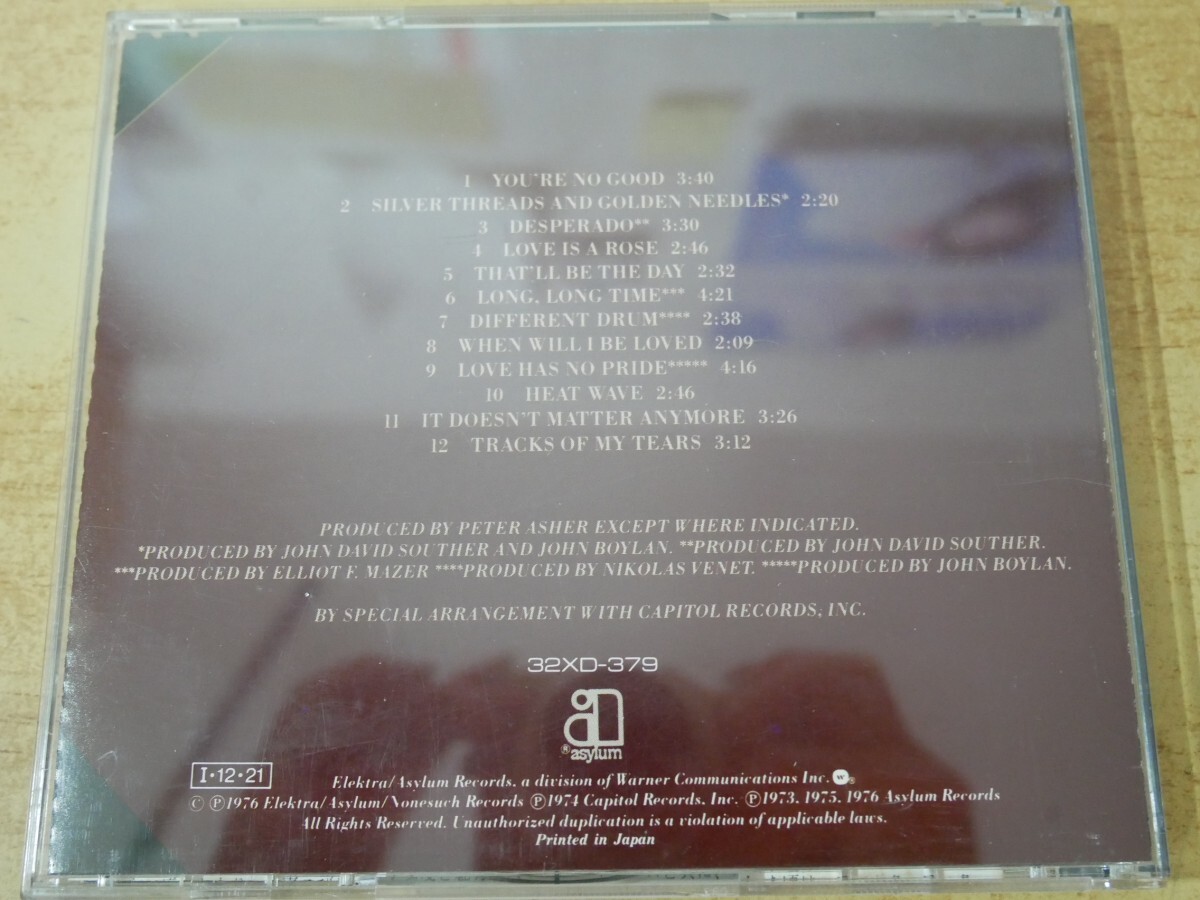 1 YOU'RE NO GOOD 3:40
2 SILVER THREADS AND GOLDEN NEEDLES* 2:20
3 DESPERADO** 3:30
4 LOVE IS A ROSE 2:46
5 THAT'LL BE THE DAY 2:32
6 LONG, LONG TIME*** 4:21
7 DIFFERENT DRUM**** 2:38
8 WHEN WILL I BE LOVED 2:09
9 LOVE HAS NO PRIDE***** 4:16
10 HEAT WAVE 2:46
11 IT DOESN'T MATTER ANYMORE 3:26
12 TRACKS OF MY TEARS 3:12
PRODUCED BY PETER ASHER EXCEPT WHERE INDICATED.
*PRODUCED BY JOHN DAVID SOUTHER AND JOHN BOYLAN. **PRODUCED BY JOHN DAVID SOUTHER.
***PRODUCED BY ELLIOT F. MAZER ****PRODUCED BY NIKOLAS VENET. *****PRODUCED BY JOHN BOYLAN.
BY SPECIAL ARRANGEMENT WITH CAPITOL RECORDS, INC.
32XD-379
® asylum
I·12·21
Elektra/Asylum Records, a division of Warner Communications Inc. ®
© ℗1976 Elektra/Asylum/Nonesuch Records ℗1974 Capitol Records, Inc. ℗1973, 1975, 1976 Asylum Records
All Rights Reserved. Unauthorized duplication is a violation of applicable laws.
Printed in Japan